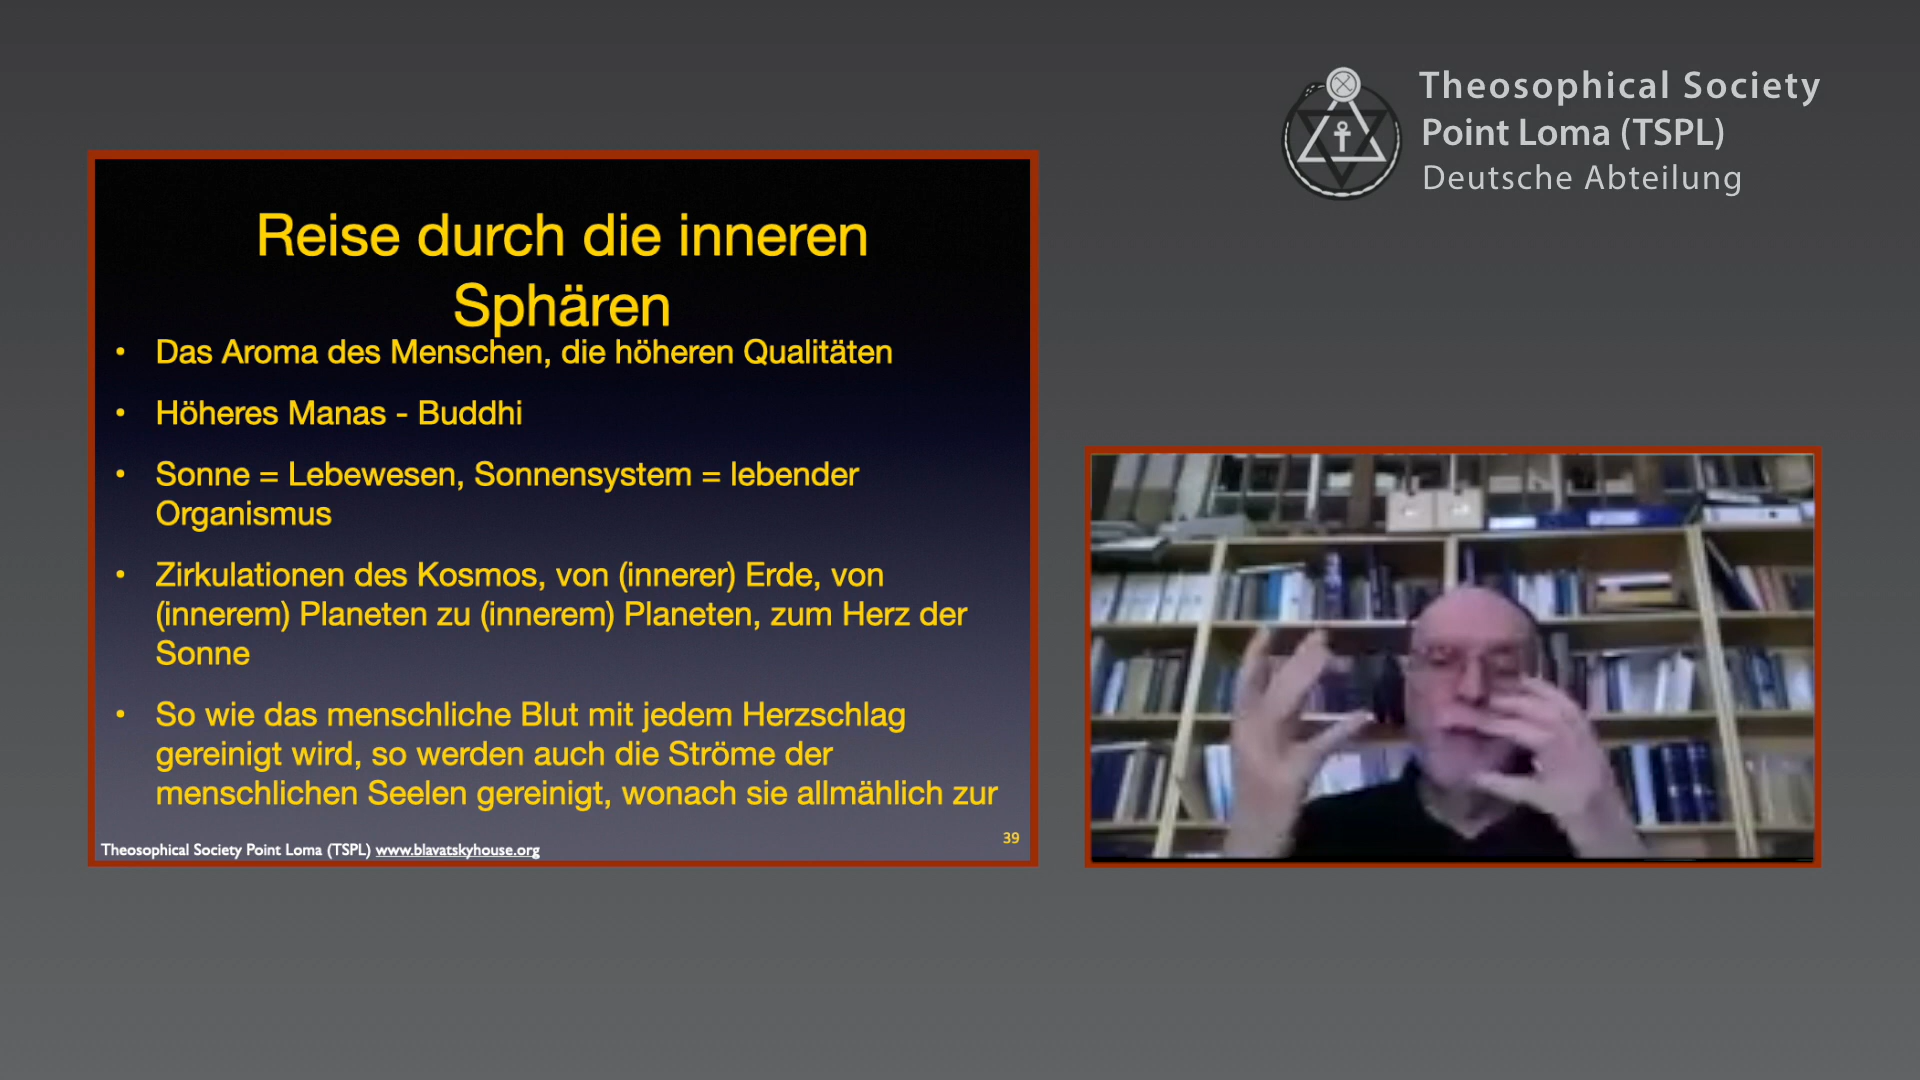 Theosophical Society
Point Loma (TSPL)
Deutsche Abteilung
Reise durch die inneren
Sphären
• Das Aroma des Menschen, die höheren Qualitäten
• Höheres Manas - Buddhi
• Sonne = Lebewesen, Sonnensystem = lebender
Organismus
• Zirkulationen des Kosmos, von (innerer) Erde, von
(innerem) Planeten zu (innerem) Planeten, zum Herz der
Sonne
• So wie das menschliche Blut mit jedem Herzschlag
gereinigt wird, so werden auch die Ströme der
menschlichen Seelen gereinigt, wonach sie allmählich zur
39
Theosophical Society Point Loma (TSPL) www.blavatskyhouse.org